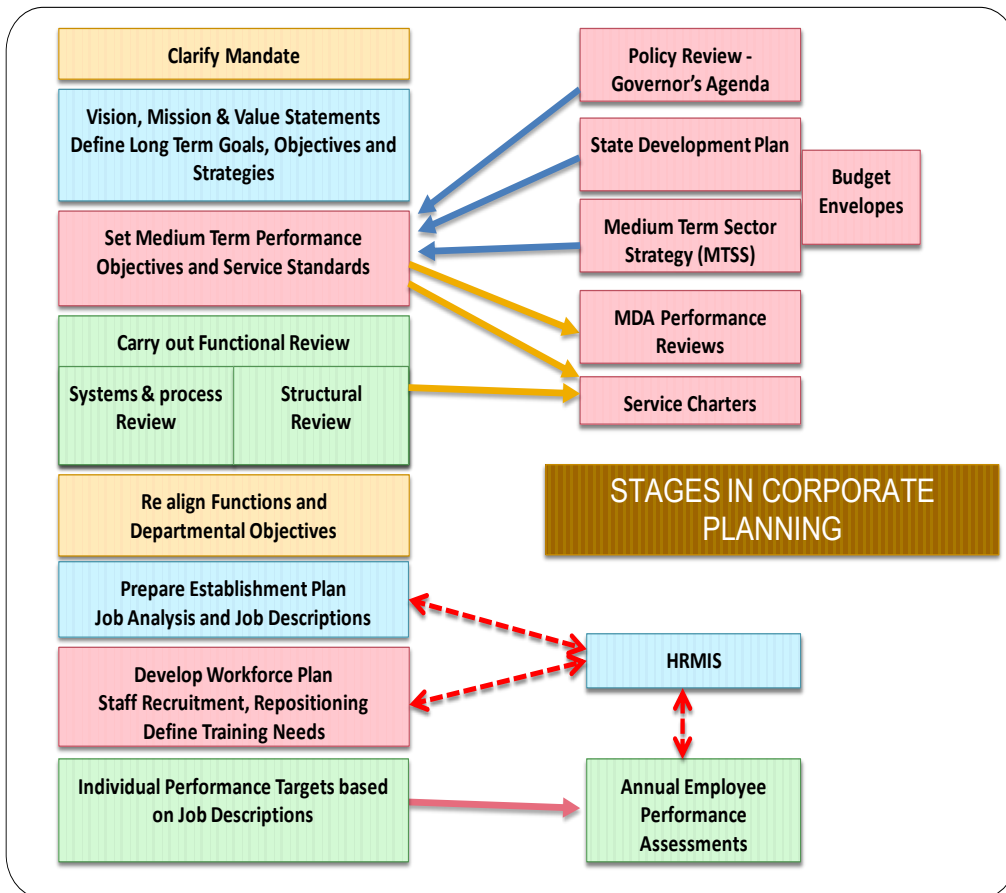 Clarify Mandate
Vision, Mission & Value Statements
Define Long Term Goals, Objectives and
Strategies
Set Medium Term Performance
Objectives and Service Standards
Carry out Functional Review
Systems & process
Review
Structural
Review
Re align Functions and
Departmental Objectives
Prepare Establishment Plan
Job Analysis and Job Descriptions
Develop Workforce Plan
Staff Recruitment, Repositioning
Define Training Needs
Individual Performance Targets based
on Job Descriptions
Policy Review -
Governor's Agenda
State Development Plan
Budget
Envelopes
Medium Term Sector
Strategy (MTSS)
MDA Performance
Reviews
Service Charters
STAGES IN CORPORATE
PLANNING
HRMIS
Annual Employee
Performance
Assessments